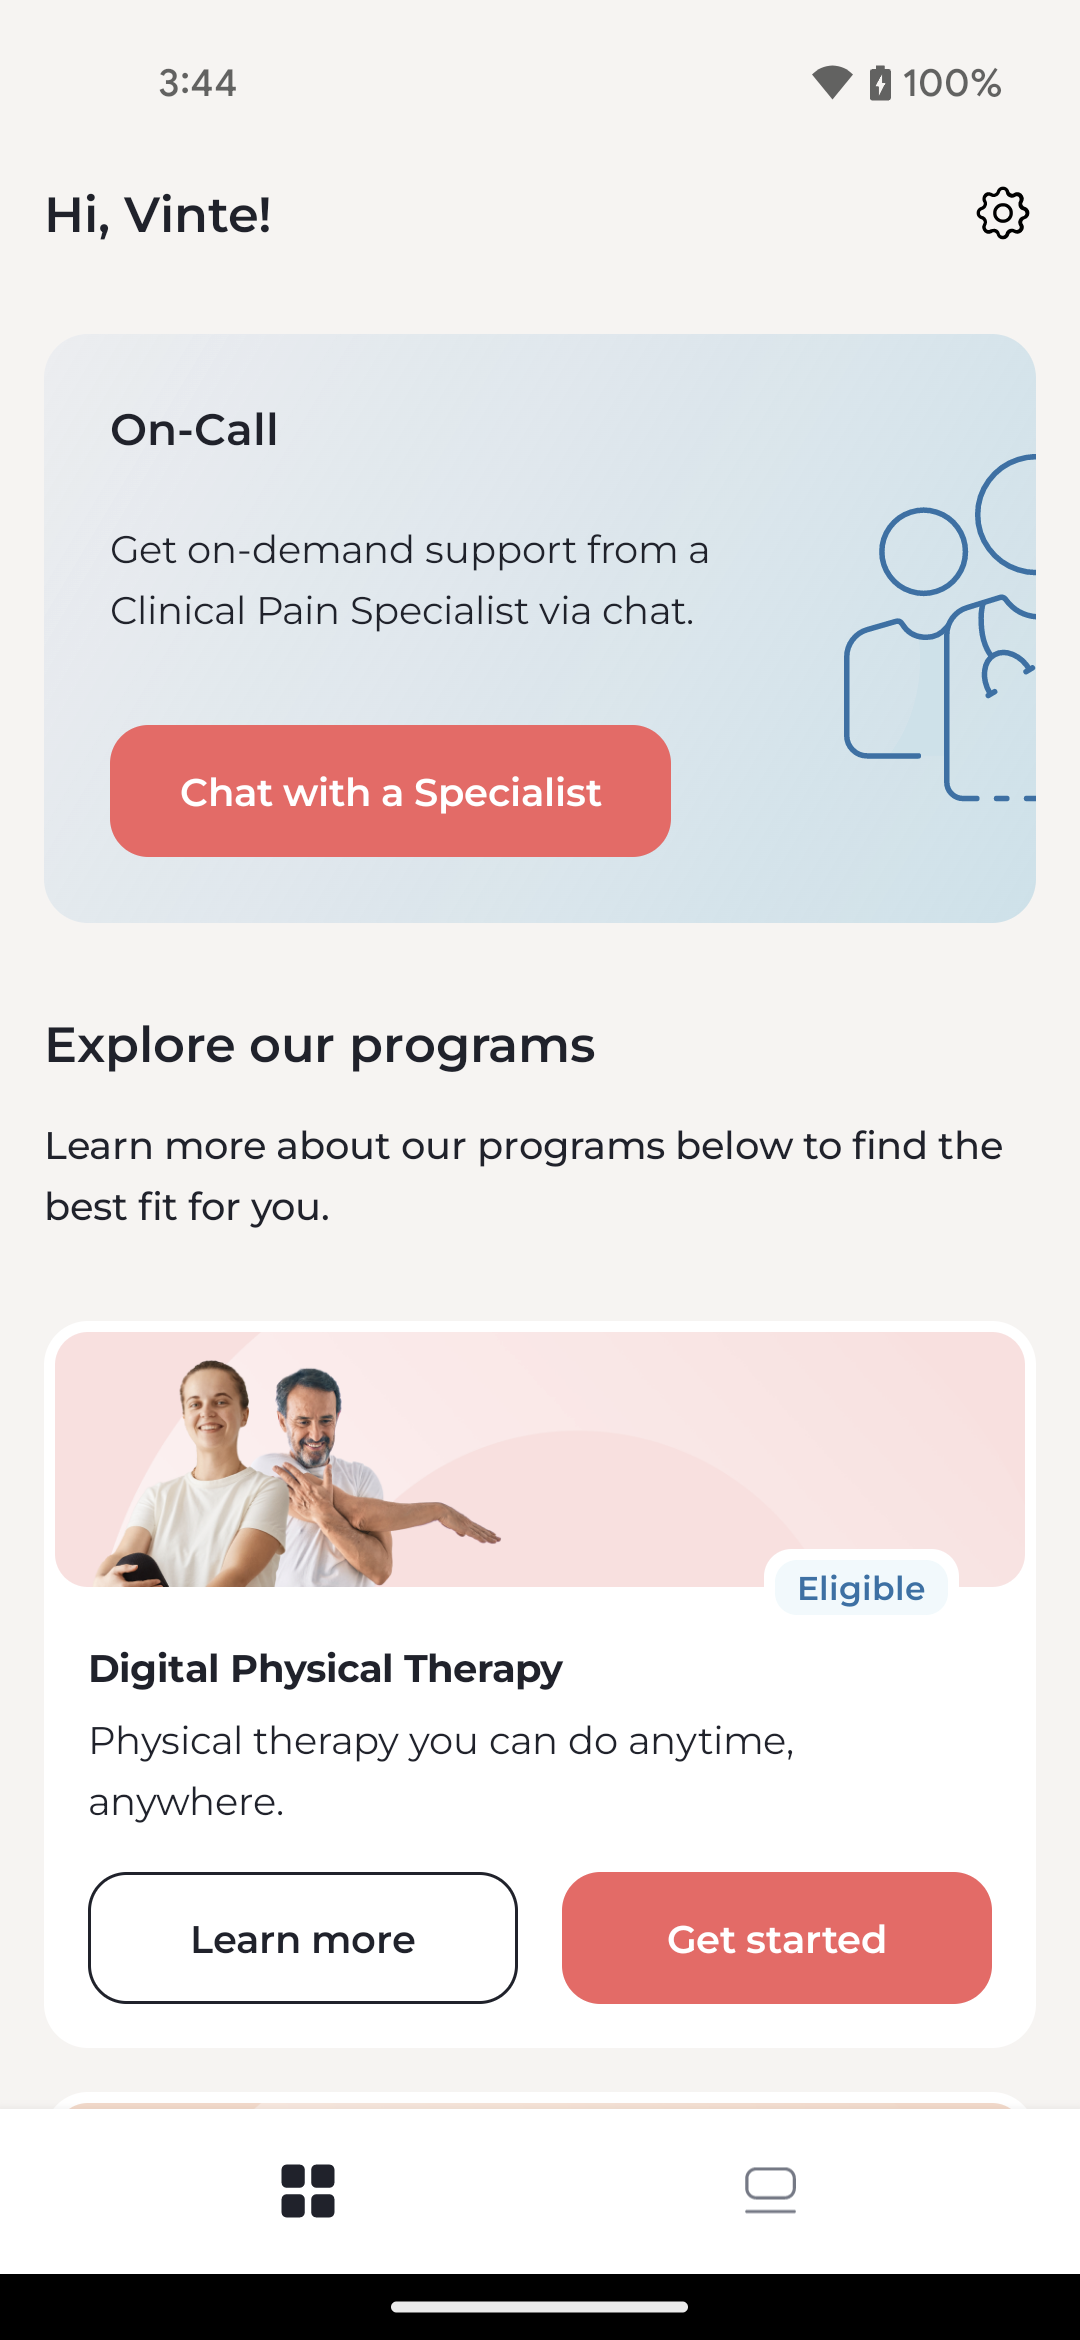 3:44
100%
Hi, Vinte!
On-Call
Get on-demand support from a
Clinical Pain Specialist via chat.
Chat with a Specialist
Explore our programs
Learn more about our programs below to find the
best fit for you.
Eligible
Digital Physical Therapy
Physical therapy you can do anytime,
anywhere.
Learn more
Get started